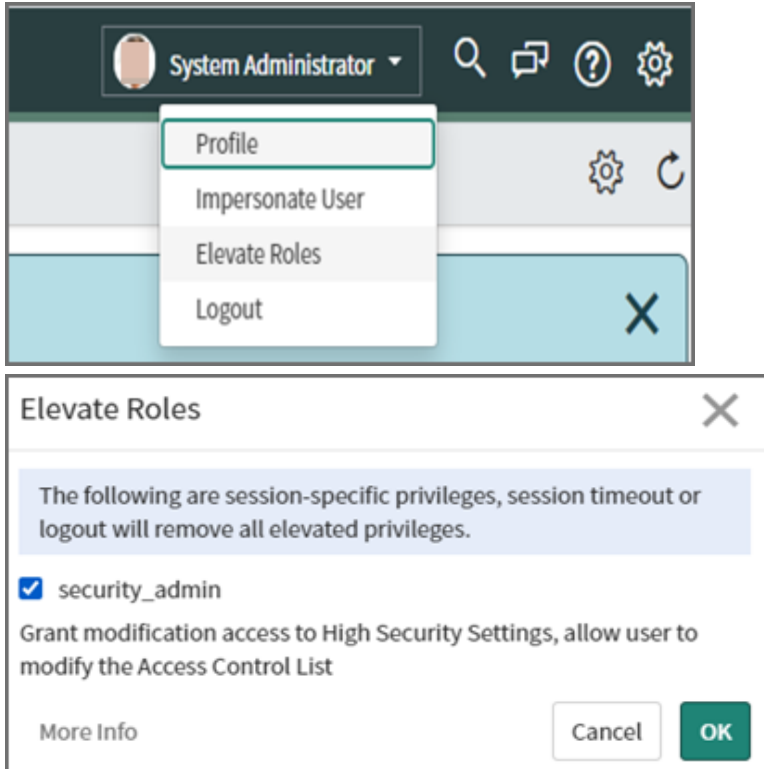 System Administrator
Profile
Impersonate User
Elevate Roles
Logout
Elevate Roles
The following are session-specific privileges, session timeout or
logout will remove all elevated privileges.
security_admin
Grant modification access to High Security Settings, allow user to
modify the Access Control List
More Info
Cancel
OK